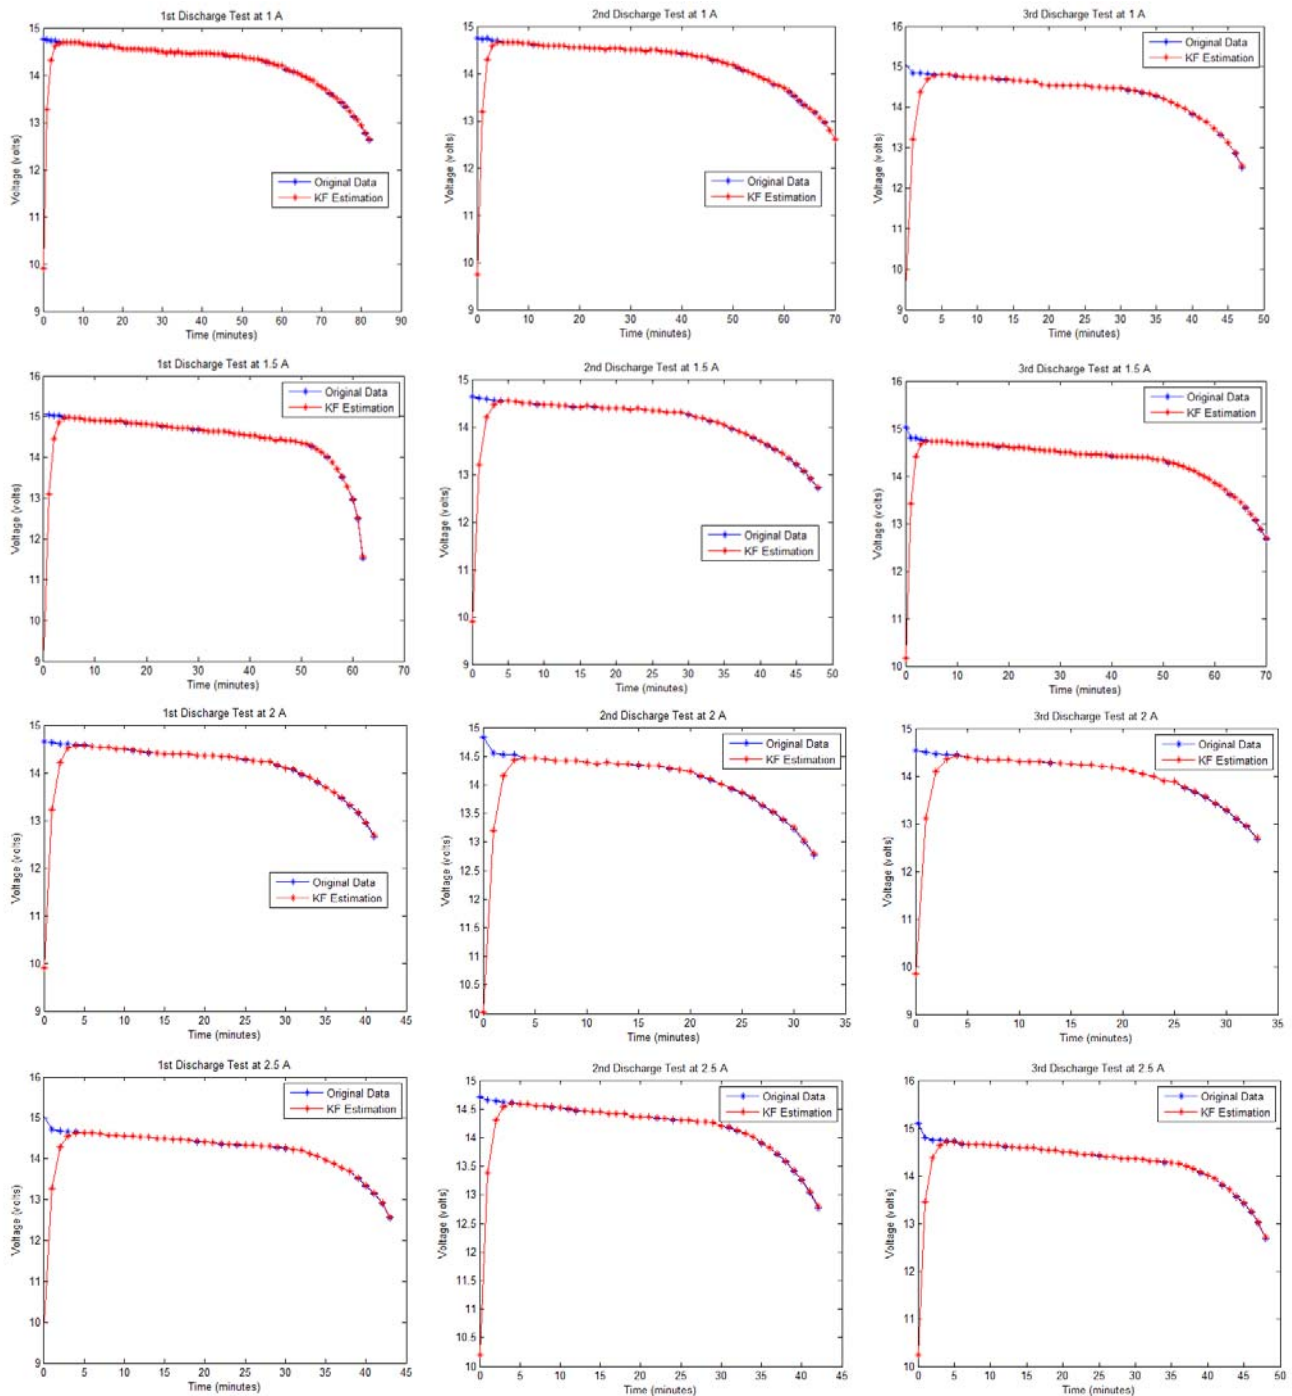 1st Discharge Test at 1 A
15
14
13
12
11
10
9
Voltage (volts)
Original Data
KF Estimation
0 10 20 30 40 50 60 70 80 90
Time (minutes)
2nd Discharge Test at 1 A
15
14
13
12
11
10
9
Voltage (volts)
Original Data
KF Estimation
0 10 20 30 40 50 60 70
Time (minutes)
3rd Discharge Test at 1 A
16
15
14
13
12
11
10
9
Voltage (volts)
Original Data
KF Estimation
0 5 10 15 20 25 30 35 40 45 50
Time (minutes)
1st Discharge Test at 1.5 A
16
15
14
13
12
11
10
9
Voltage (volts)
Original Data
KF Estimation
0 10 20 30 40 50 60 70
Time (minutes)
2nd Discharge Test at 1.5 A
15
14
13
12
11
10
9
Voltage (volts)
Original Data
KF Estimation
0 5 10 15 20 25 30 35 40 45 50
Time (minutes)
3rd Discharge Test at 1.5 A
16
15
14
13
12
11
10
Voltage (volts)
Original Data
KF Estimation
0 10 20 30 40 50 60 70
Time (minutes)
1st Discharge Test at 2 A
15
14
13
12
11
10
9
Voltage (volts)
Original Data
KF Estimation
0 5 10 15 20 25 30 35 40 45
Time (minutes)
2nd Discharge Test at 2 A
15
14.5
14
13.5
13
12.5
12
11.5
11
10.5
10
Voltage (volts)
Original Data
KF Estimation
0 5 10 15 20 25 30 35
Time (minutes)
3rd Discharge Test at 2 A
15
14
13
12
11
10
9
Voltage (volts)
Original Data
KF Estimation
0 5 10 15 20 25 30 35
Time (minutes)
1st Discharge Test at 2.5 A
16
15
14
13
12
11
10
9
Voltage (volts)
Original Data
KF Estimation
0 5 10 15 20 25 30 35 40 45
Time (minutes)
2nd Discharge Test at 2.5 A
15
14.5
14
13.5
13
12.5
12
11.5
11
10.5
10
Voltage (volts)
Original Data
KF Estimation
0 5 10 15 20 25 30 35 40 45
Time (minutes)
3rd Discharge Test at 2.5 A
16
15
14
13
12
11
10
Voltage (volts)
Original Data
KF Estimation
0 5 10 15 20 25 30 35 40 45 50
Time (minutes)